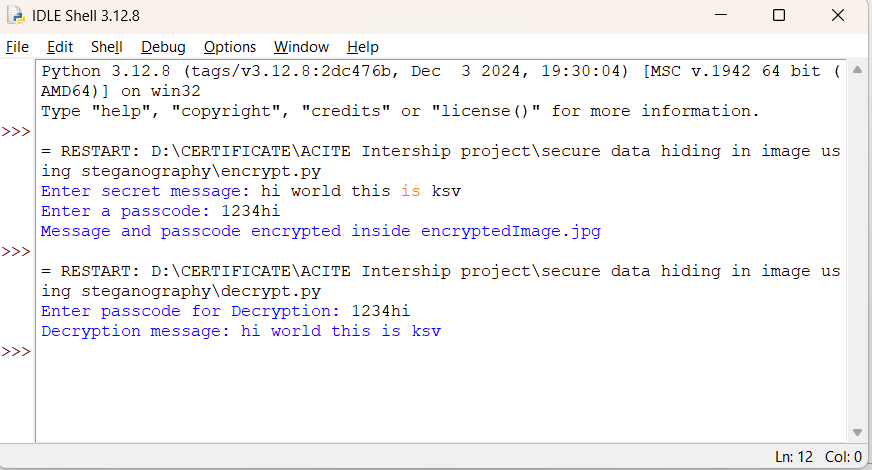 IDLE Shell 3.12.8
File Edit Shell Debug Options Window Help
Python 3.12.8 (tags/v3.12.8:2dc476b, Dec  3 2024, 19:30:04) [MSC v.1942 64 bit (
AMD64)] on win32
Type "help", "copyright", "credits" or "license()" for more information.
>>>
= RESTART: D:\CERTIFICATE\ACITE Intership project\secure data hiding in image us
ing steganography\encrypt.py
Enter secret message: hi world this is ksv
Enter a passcode: 1234hi
Message and passcode encrypted inside encryptedImage.jpg
>>>
= RESTART: D:\CERTIFICATE\ACITE Intership project\secure data hiding in image us
ing steganography\decrypt.py
Enter passcode for Decryption: 1234hi
Decryption message: hi world this is ksv
>>>
Ln: 12 Col: 0